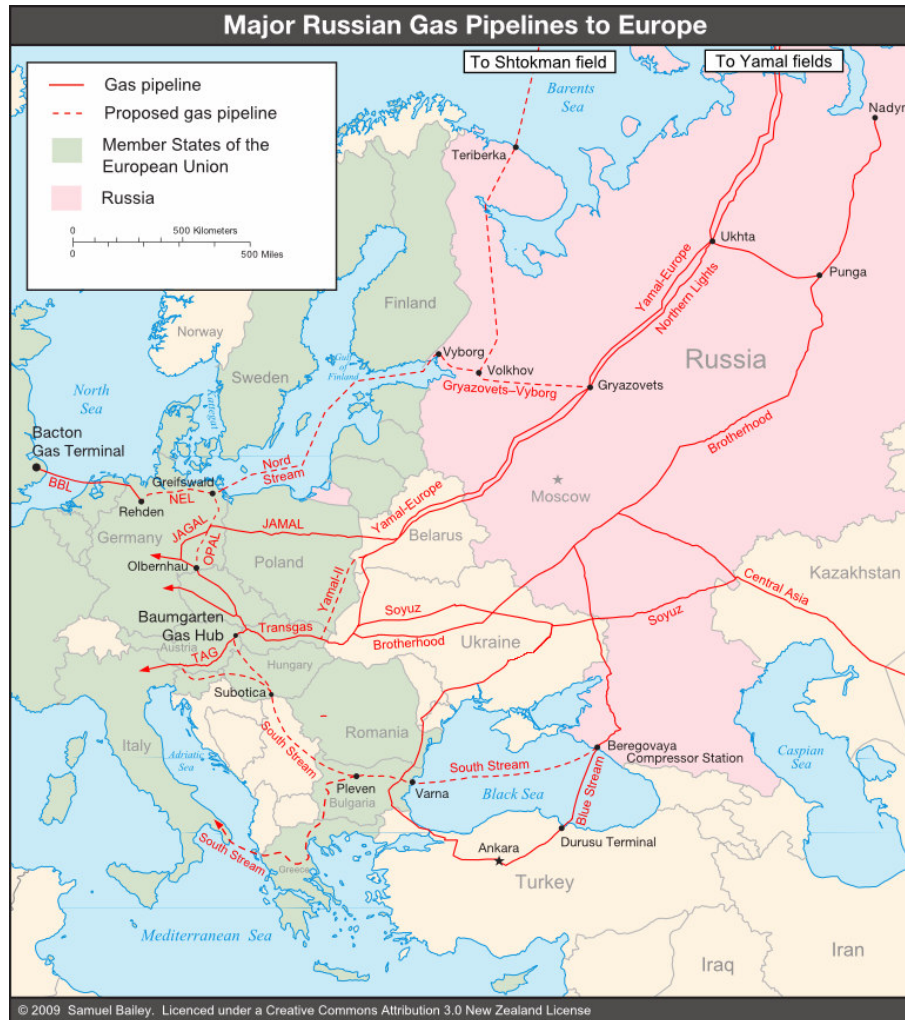 Major Russian Gas Pipelines to Europe
To Shtokman field
To Yamal fields
Gas pipeline
Proposed gas pipeline
Member States of the
European Union
Russia
0 500 Kilometers
0 500 Miles
Barents
Sea
Nadym
Teriberka
Ukhta
Punga
Yamal-Europe
Northern Lights
Finland
Norway
Sweden
Russia
Vyborg
Gulf
of
Finland
Volkhov
Gryazovets–Vyborg
Gryazovets
North
Sea
Kattegat
Brotherhood
Bacton
Gas Terminal
BBL
Nord
Stream
Moscow
Greifswald
NEL
Rehden
Yamal-Europe
JAGAL
JAMAL
Belarus
Germany
OPAL
Poland
Olbernhau
Yamal-II
Kazakhstan
Central Asia
Soyuz
Soyuz
Baumgarten
Gas Hub
Transgas
Brotherhood
Ukraine
Austria
TAG
Hungary
Subotica
Romania
Italy
Adriatic
Sea
South Stream
South Stream
Beregovaya
Compressor Station
Caspian
Sea
Pleven
Bulgaria
Varna
Black Sea
Blue Stream
South Stream
Ankara
Durusu Terminal
Greece
Turkey
Mediterranean Sea
Iraq
Iran
© 2009 Samuel Bailey. Licenced under a Creative Commons Attribution 3.0 New Zealand License